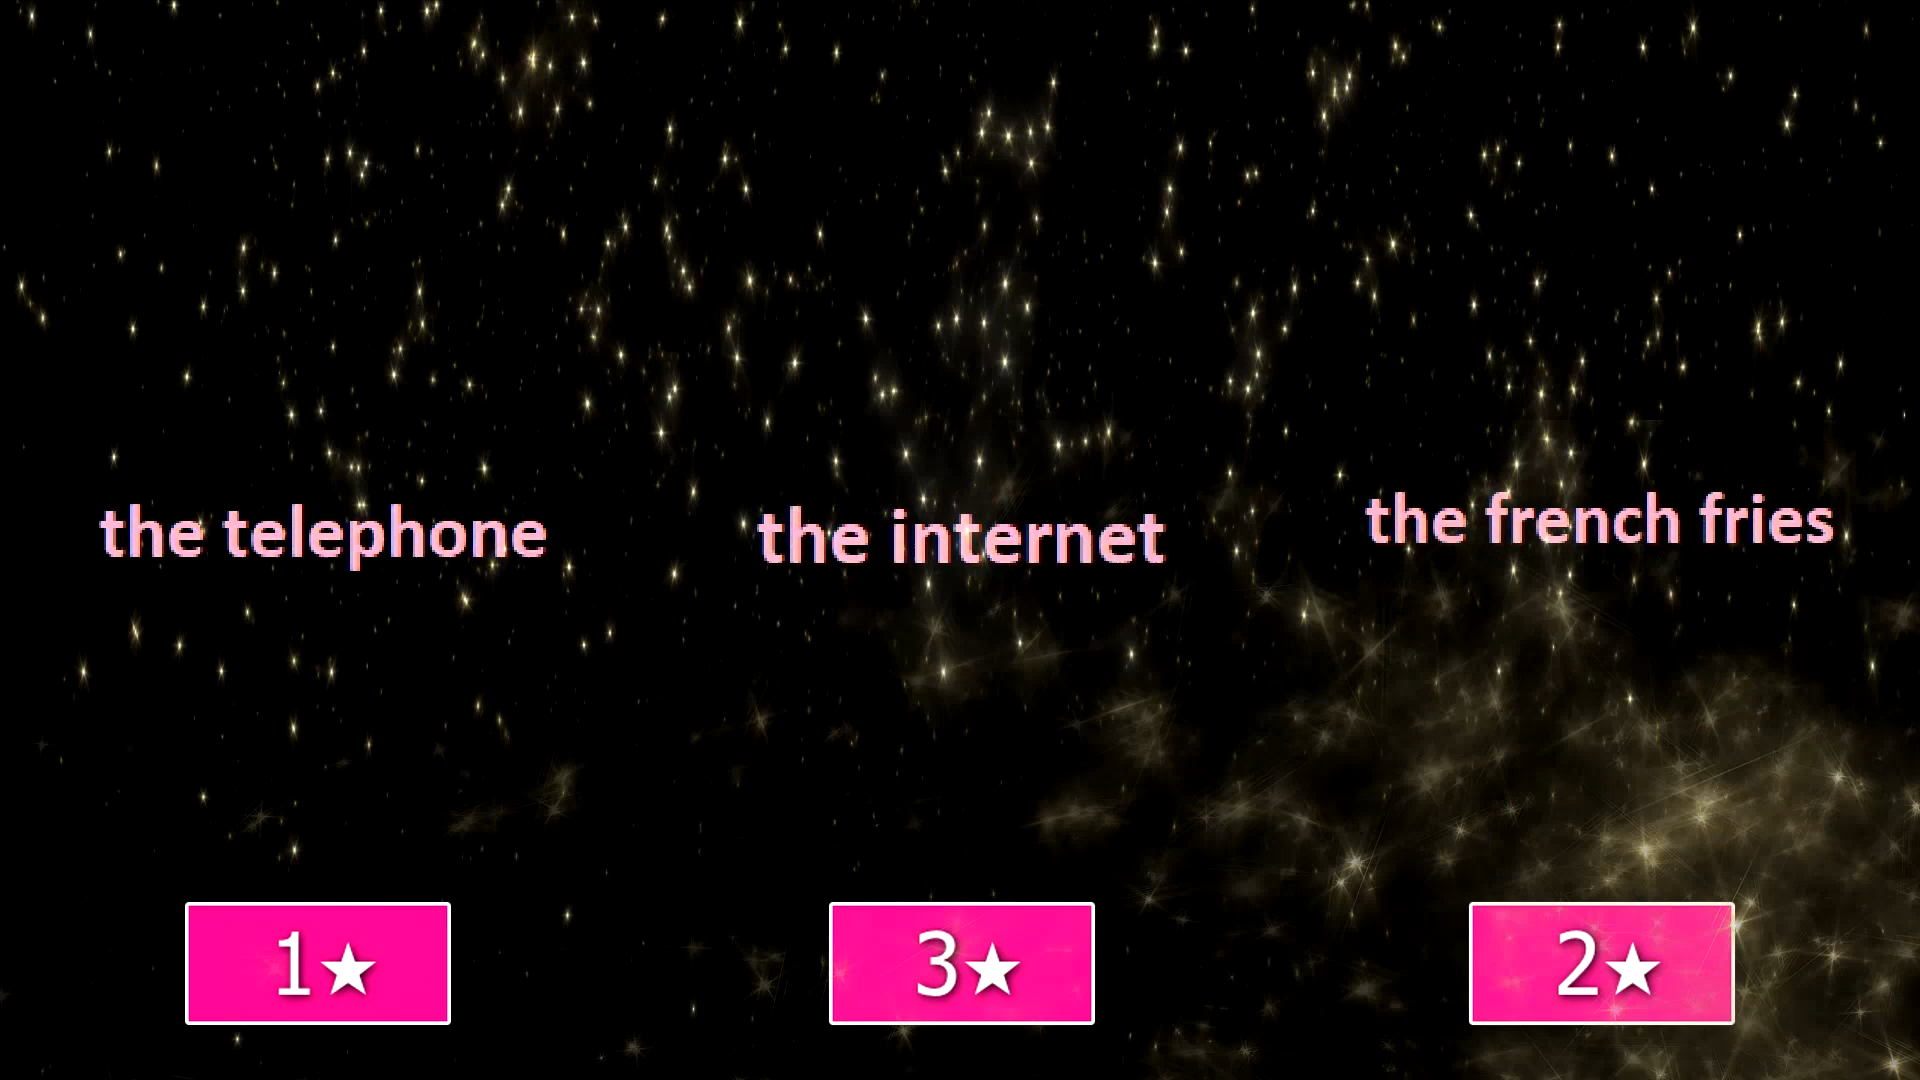 the telephone
the internet
the french fries
1★
3★
2★